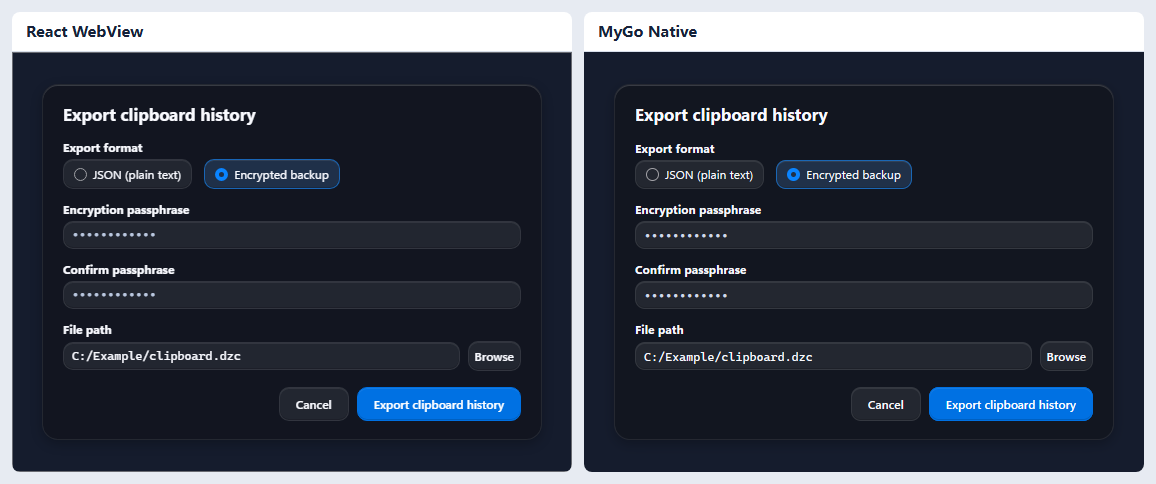 React WebView
Export clipboard history
Export format
JSON (plain text) Encrypted backup
Encryption passphrase
••••••••••••
Confirm passphrase
••••••••••••
File path
C:/Example/clipboard.dzc Browse
Cancel Export clipboard history
MyGo Native
Export clipboard history
Export format
JSON (plain text) Encrypted backup
Encryption passphrase
••••••••••••
Confirm passphrase
••••••••••••
File path
C:/Example/clipboard.dzc Browse
Cancel Export clipboard history